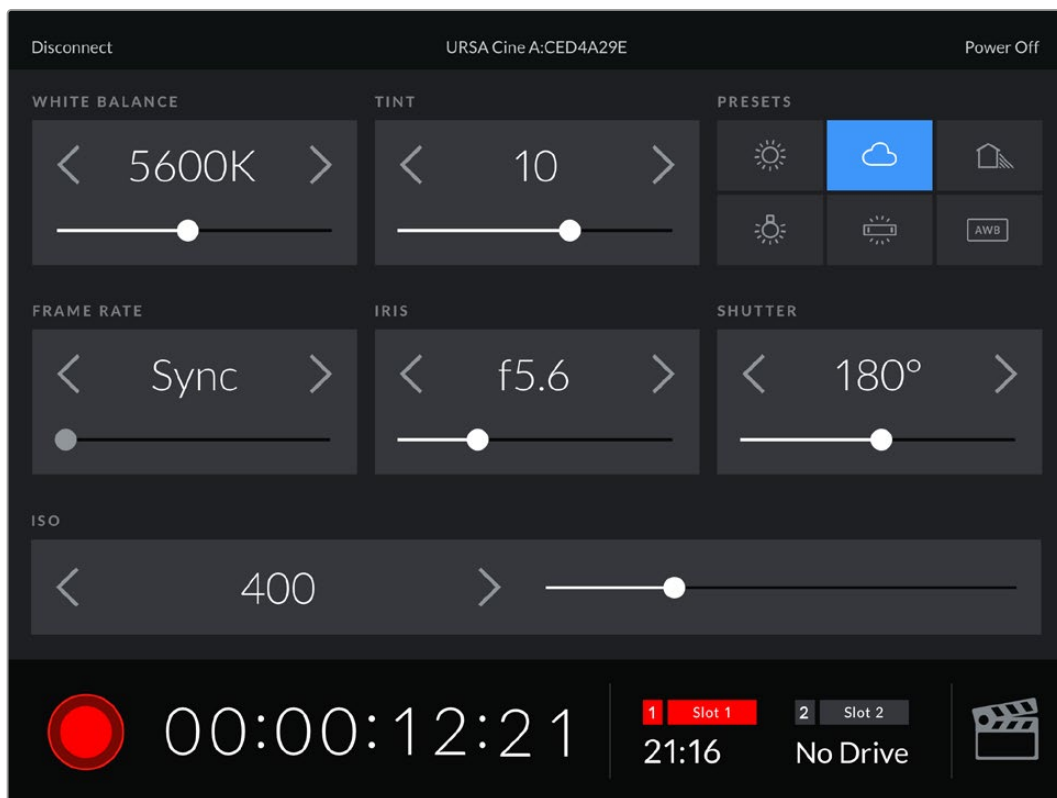 Disconnect URSA Cine A:CED4A29E Power Off
WHITE BALANCE TINT PRESETS
5600K 10
AWB
FRAME RATE IRIS SHUTTER
Sync f5.6 180°
ISO
400
00:00:12:21
1 Slot 1 2 Slot 2
21:16 No Drive